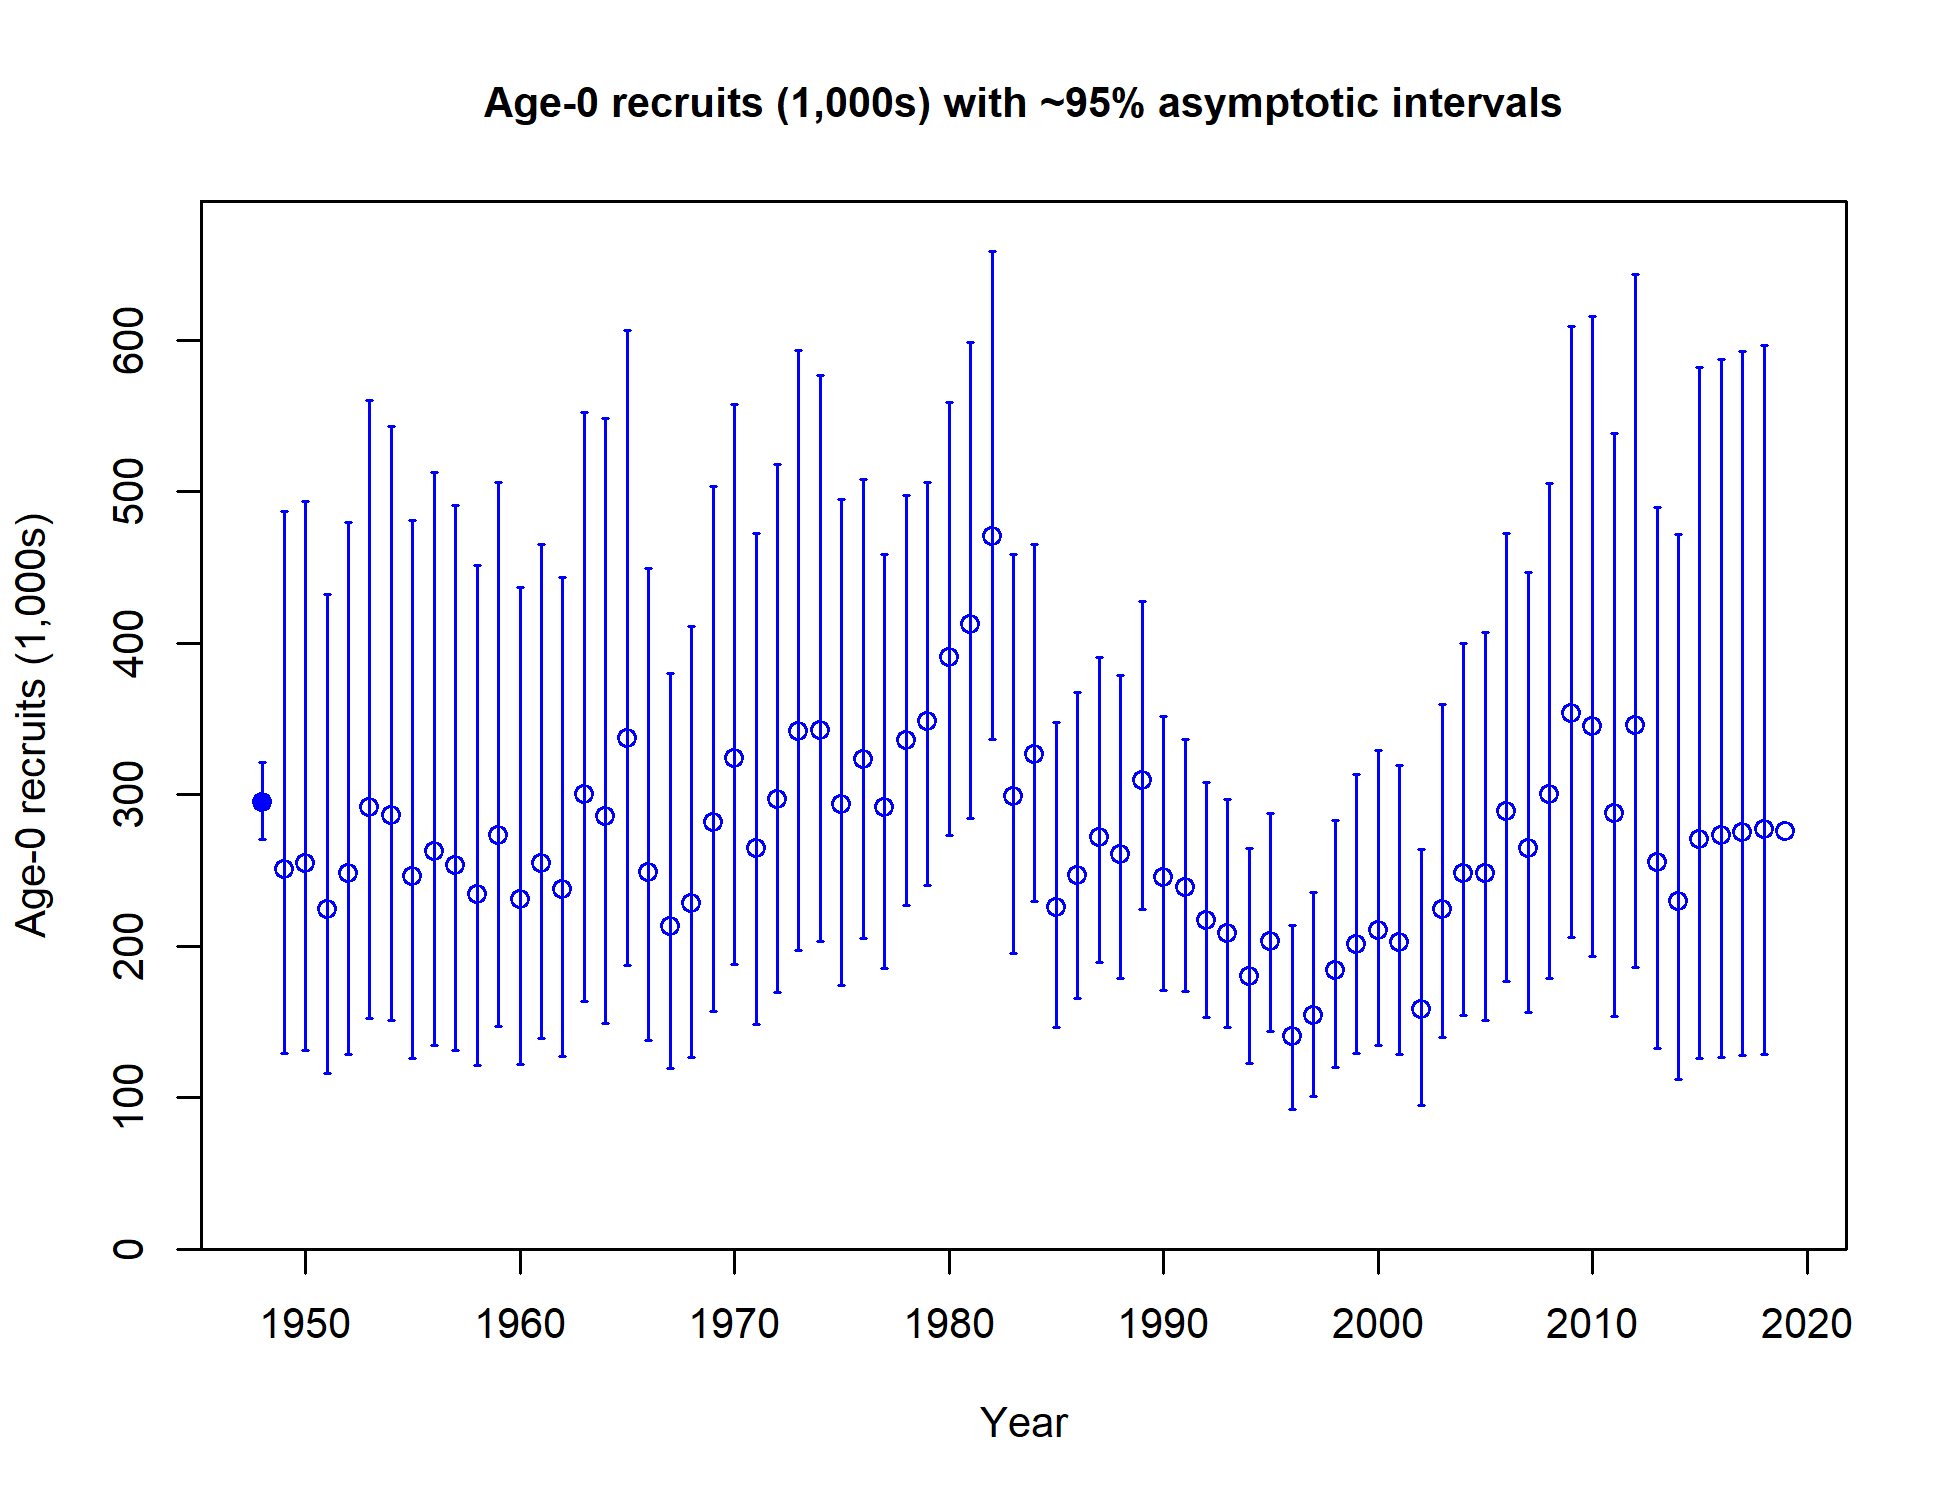 Age-0 recruits (1,000s) with ~95% asymptotic intervals
Age-0 recruits (1,000s)
600
500
400
300
200
100
0
1950 1960 1970 1980 1990 2000 2010 2020
Year